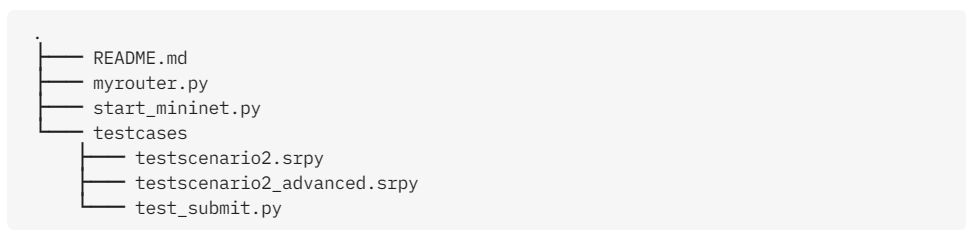 .
├── README.md
├── myrouter.py
├── start_mininet.py
└── testcases
    ├── testscenario2.srpy
    ├── testscenario2_advanced.srpy
    └── test_submit.py